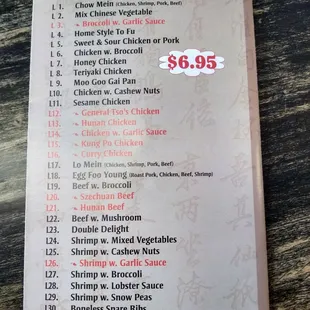 L 1. Chow Mein (Chicken, Shrimp, Pork, Beef)
L 2. Mix Chinese Vegetable
L 3. Broccoli w. Garlic Sauce
L 4. Home Style To Fu
L 5. Sweet & Sour Chicken or Pork
L 6. Chicken w. Broccoli
L 7. Honey Chicken
$6.95
L 8. Teriyaki Chicken
L 9. Moo Goo Gai Pan
L10. Chicken w. Cashew Nuts
L11. Sesame Chicken
L12. General Tso's Chicken
L13. Hunan Chicken
L14. Chicken w. Garlic Sauce
L15. Kung Po Chicken
L16. Curry Chicken
L17. Lo Mein (Chicken, Shrimp, Pork, Beef)
L18. Egg Foo Young (Roast Pork, Chicken, Beef, Shrimp)
L19. Beef w. Broccoli
L20. Szechuan Beef
L21. Hunan Beef
L22. Beef w. Mushroom
L23. Double Delight
L24. Shrimp w. Mixed Vegetables
L25. Shrimp w. Cashew Nuts
L26. Shrimp w. Garlic Sauce
L27. Shrimp w. Broccoli
L28. Shrimp w. Lobster Sauce
L29. Shrimp w. Snow Peas
L30. Boneless Spare Ribs